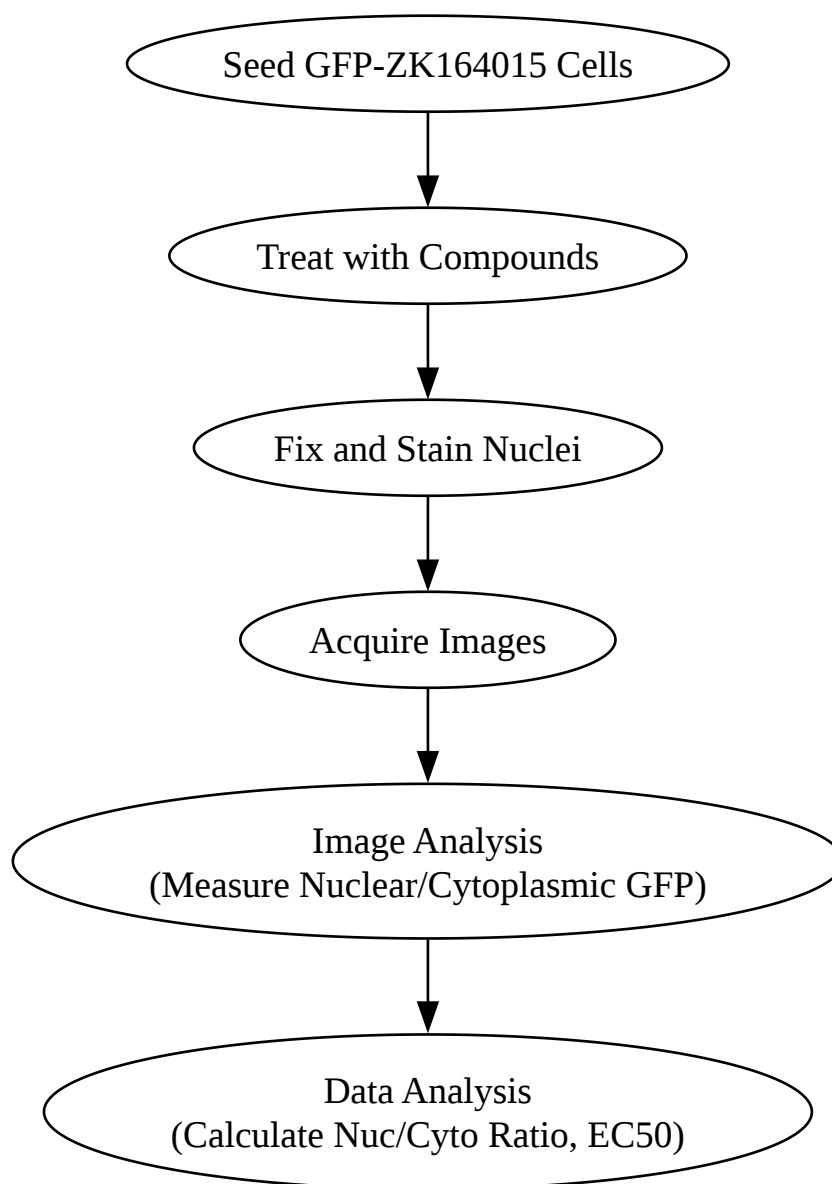 Seed GFP-ZK164015 Cells
Treat with Compounds
Fix and Stain Nuclei
Acquire Images
Image Analysis
(Measure Nuclear/Cytoplasmic GFP)
Data Analysis
(Calculate Nuc/Cyto Ratio, EC50)